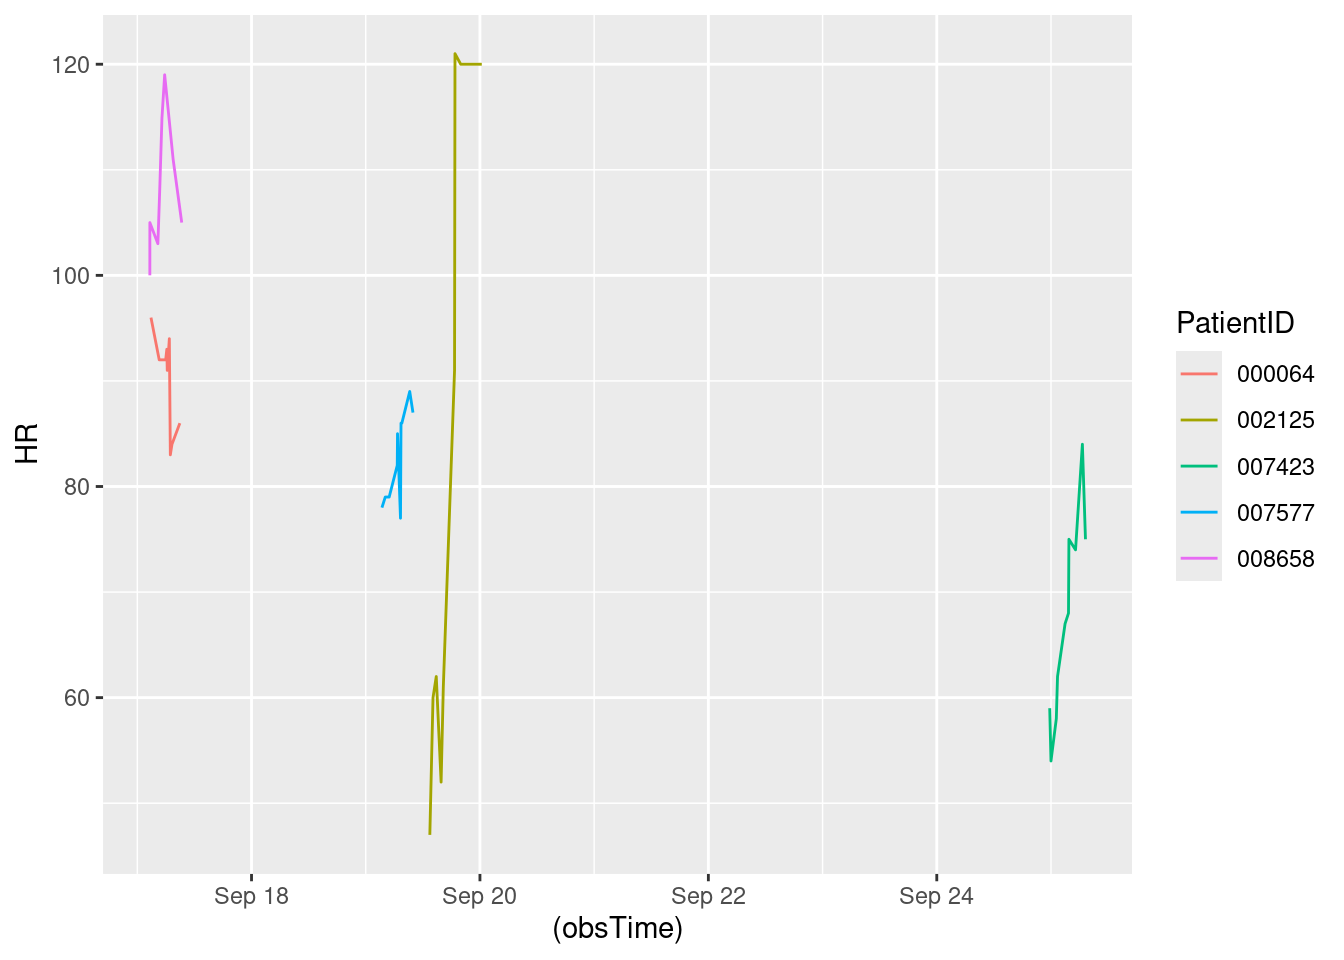 120
100
80
60
HR
Sep 18
Sep 20
Sep 22
Sep 24
(obsTime)
PatientID
000064
002125
007423
007577
008658